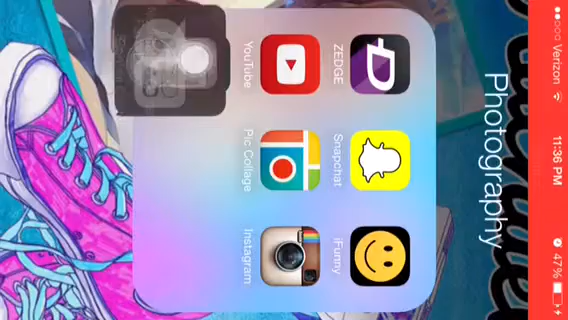 Verizon 11:36 PM 47%
Photography
ZEDGE Snapchat iFunny
YouTube Pic Collage Instagram